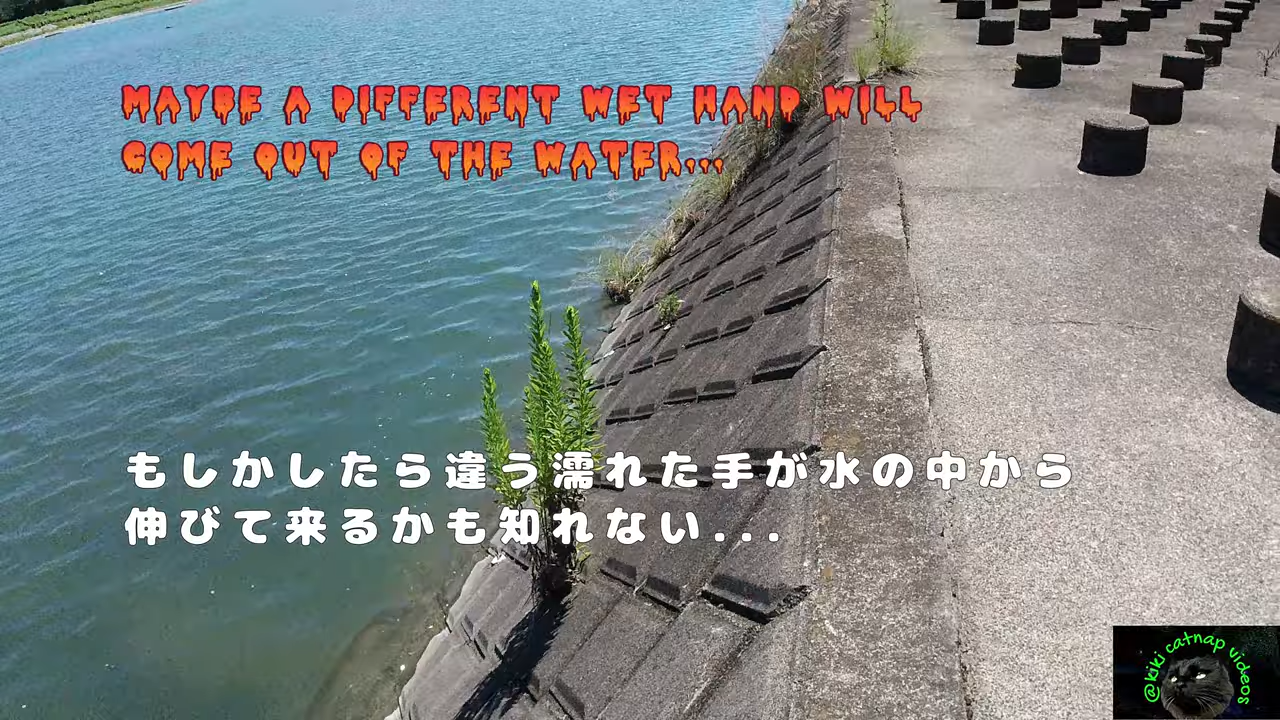 MAYBE A DIFFERENT WET HAND WILL
COME OUT OF THE WATER...
もしかしたら違う濡れた手が水の中から
伸びて来るかも知れない...
@kiki catnap videos